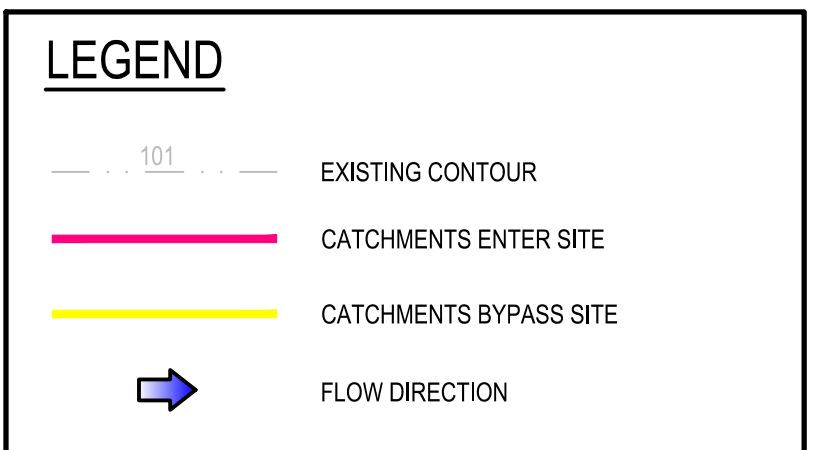 LEGEND
101
EXISTING CONTOUR
CATCHMENTS ENTER SITE
CATCHMENTS BYPASS SITE
FLOW DIRECTION